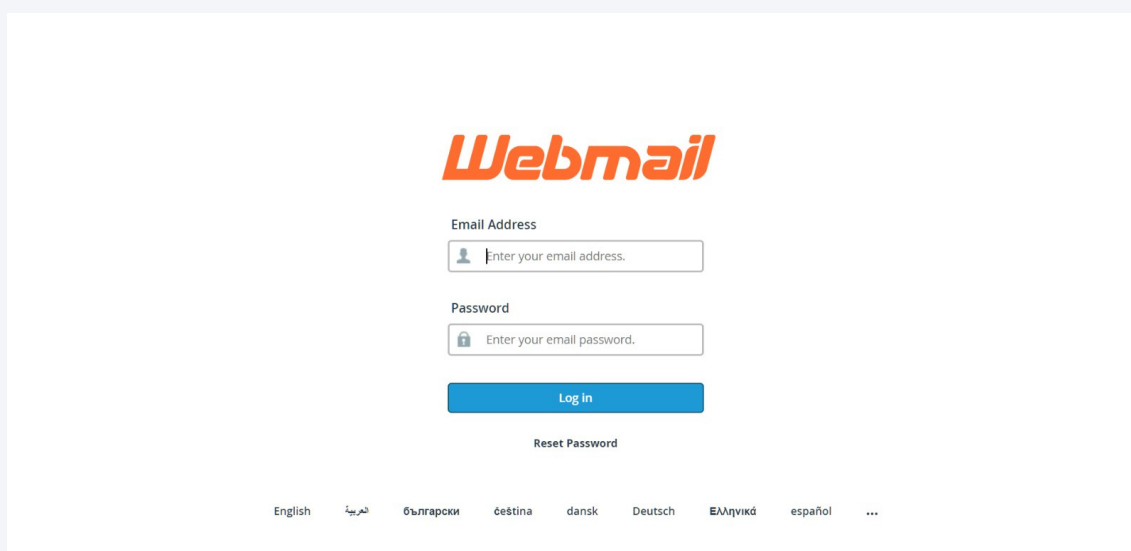 Webmail
Email Address
Enter your email address.
Password
Enter your email password.
Log in
Reset Password
English العربية български čeština dansk Deutsch Ελληνικά español ...